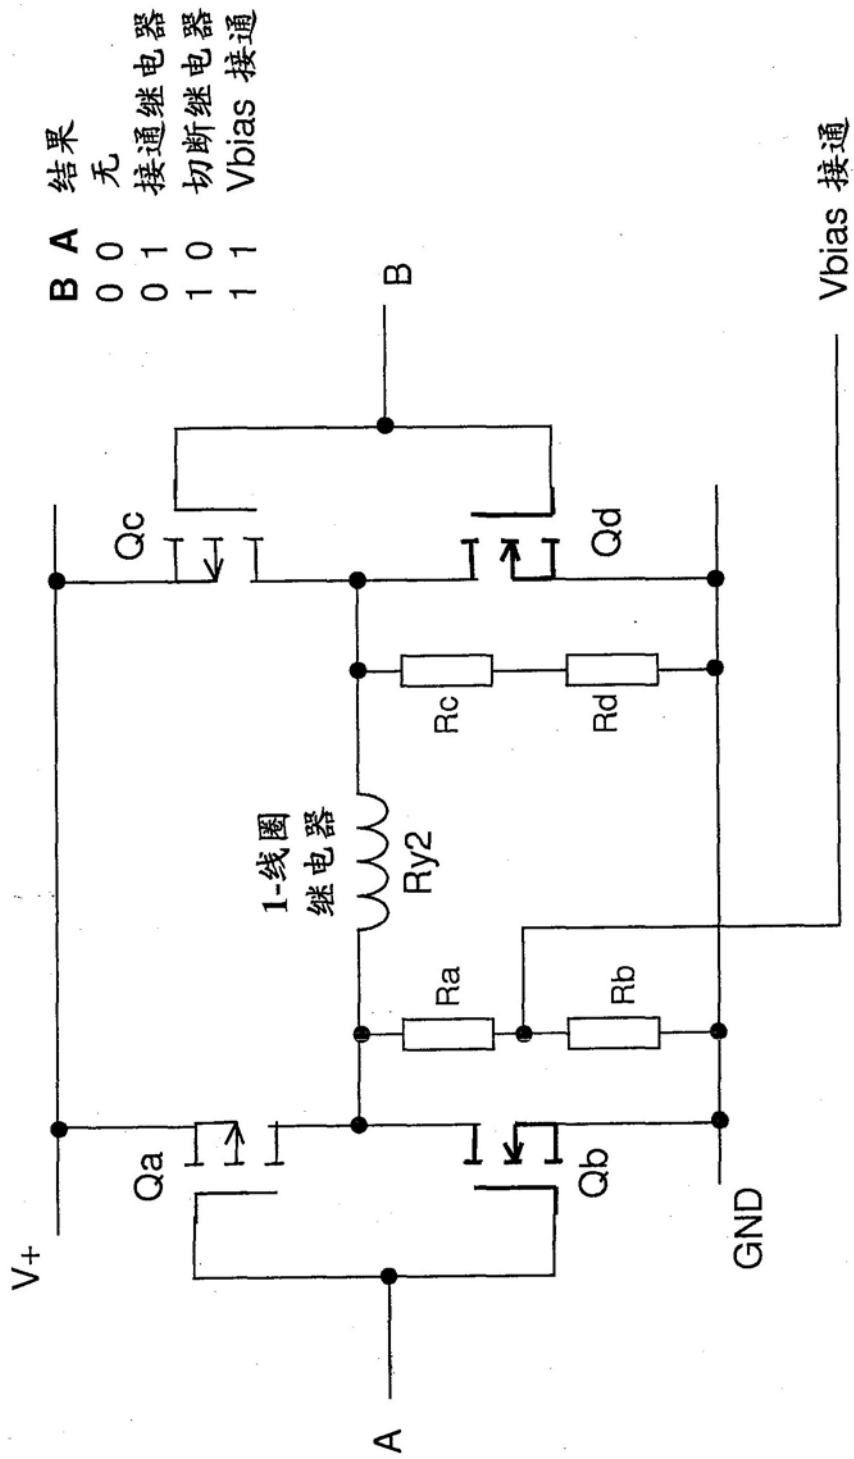 B A 结果
0 0 无
0 1 接通继电器
1 0 切断继电器
1 1 Vbias 接通
V+
Qa
Qc
1-线圈
继电器
Ry2
A
B
Ra
Rc
Qb
Rb
Rd
Qd
GND
Vbias 接通